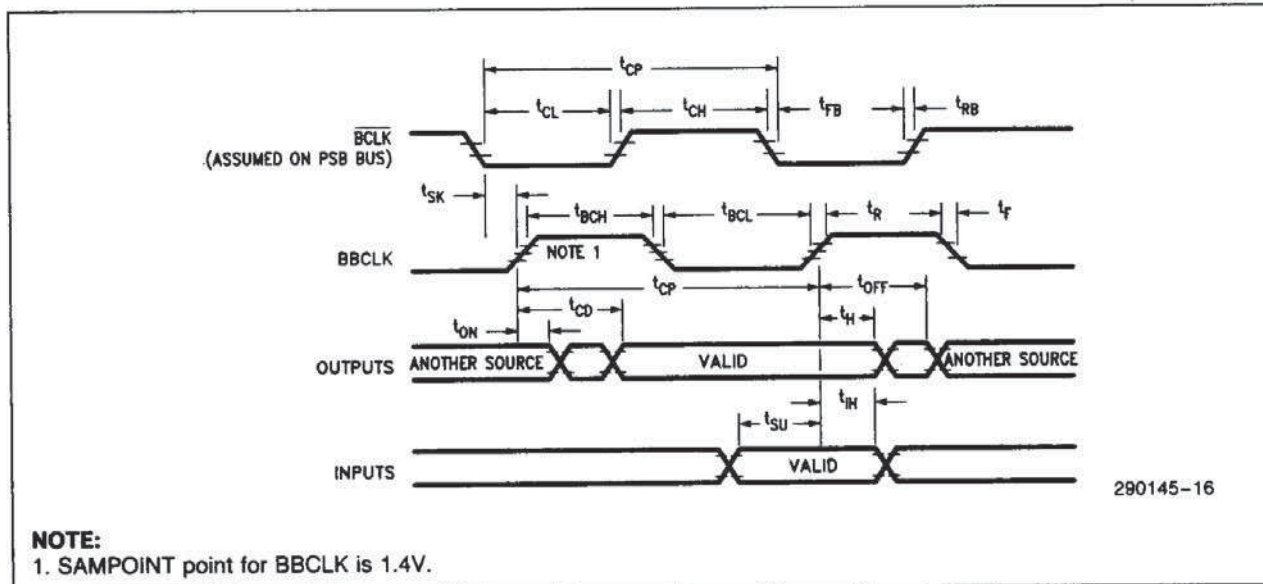 tCP
tCL tCH tFB tRB
BCLK
(ASSUMED ON PSB BUS)
tSK
tBCH tBCL tR tF
BBCLK NOTE 1
tCP tOFF
tCD tH
tON
OUTPUTS ANOTHER SOURCE VALID ANOTHER SOURCE
tIH
tSU
INPUTS VALID
290145–16
NOTE:
1. SAMPOINT point for BBCLK is 1.4V.